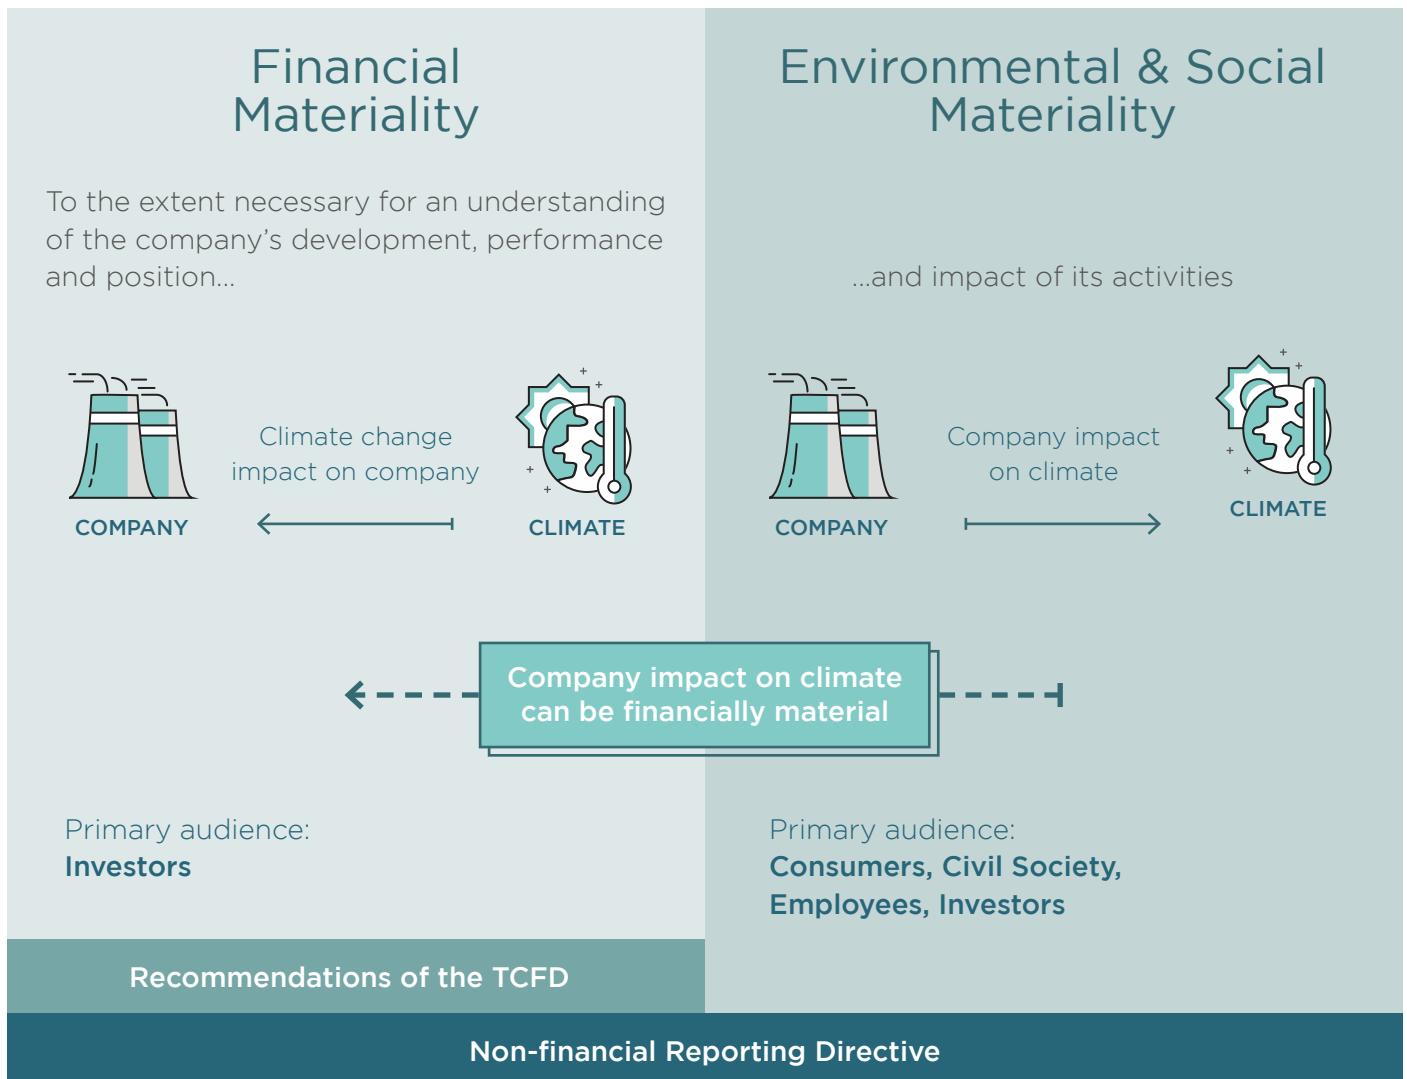 Financial
Materiality
To the extent necessary for an understanding
of the company’s development, performance
and position...
Climate change
impact on company
COMPANY
CLIMATE
Environmental & Social
Materiality
...and impact of its activities
Company impact
on climate
COMPANY
CLIMATE
Company impact on climate
can be financially material
Primary audience:
Investors
Primary audience:
Consumers, Civil Society,
Employees, Investors
Recommendations of the TCFD
Non-financial Reporting Directive